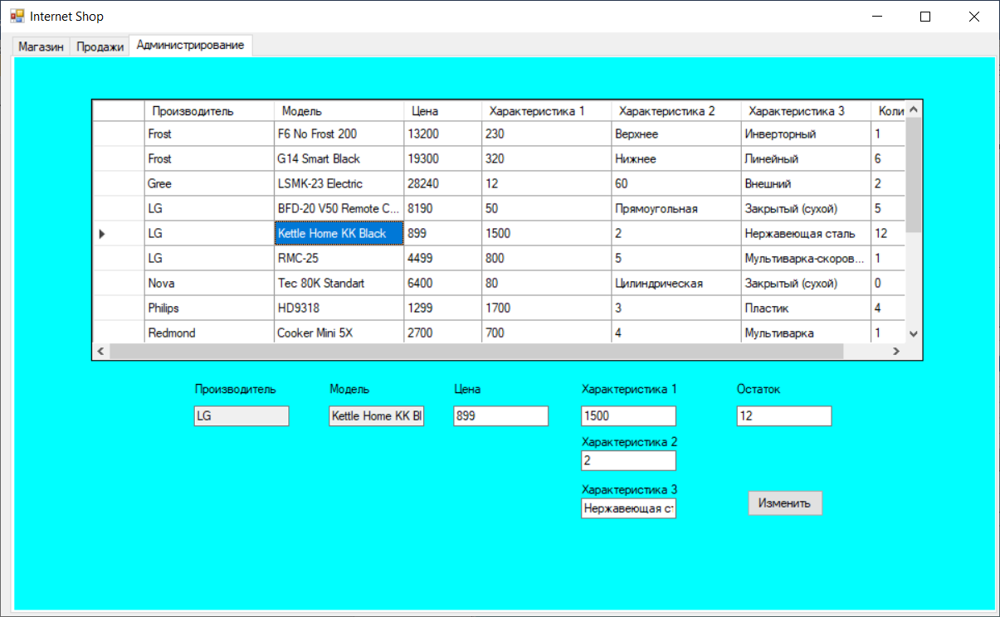 Internet Shop
Магазин Продажи Администрирование
Производитель Модель Цена Характеристика 1 Характеристика 2 Характеристика 3 Коли
Frost F6 No Frost 200 13200 230 Верхнее Инверторный 1
Frost G14 Smart Black 19300 320 Нижнее Линейный 6
Gree LSMK-23 Electric 28240 12 60 Внешний 2
LG BFD-20 V50 Remote C... 8190 50 Прямоугольная Закрытый (сухой) 5
LG Kettle Home KK Black 899 1500 2 Нержавеющая сталь 12
LG RMC-25 4499 800 5 Мультиварка-скоров... 1
Nova Tec 80K Standart 6400 80 Цилиндрическая Закрытый (сухой) 0
Philips HD9318 1299 1700 3 Пластик 4
Redmond Cooker Mini 5X 2700 700 4 Мультиварка 1
Производитель Модель Цена Характеристика 1 Остаток
LG Kettle Home KK Bl 899 1500 12
Характеристика 2
2
Характеристика 3
Нержавеющая ст Изменить